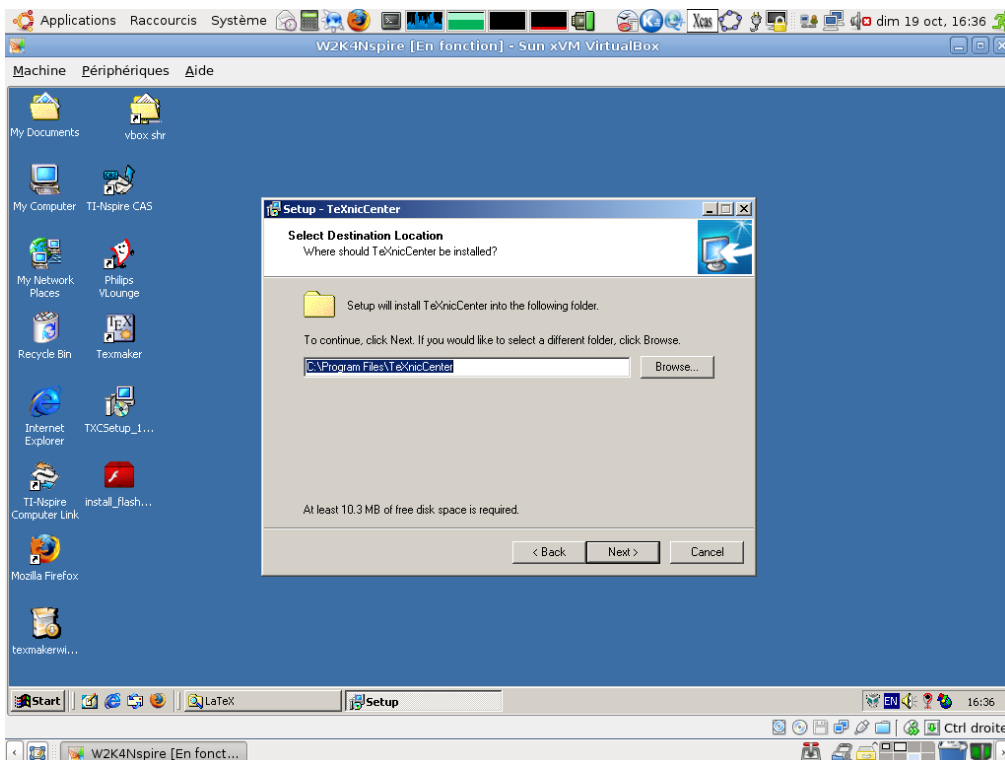 Applications Raccourcis Système
Xcas
dim 19 oct, 16:36
W2K4Nspire [En fonction] - Sun xVM VirtualBox
Machine Périphériques Aide
My Documents
vbox shr
My Computer
TI-Nspire CAS
My Network
Places
Philips
VLounge
Recycle Bin
TEX
Texmaker
Internet
Explorer
TXCSetup_1...
TI-Nspire
Computer Link
install_flash...
Mozilla Firefox
texmakerwi...
Setup - TeXnicCenter
Select Destination Location
Where should TeXnicCenter be installed?
Setup will install TeXnicCenter into the following folder.
To continue, click Next. If you would like to select a different folder, click Browse.
C:\Program Files\TeXnicCenter
Browse...
At least 10.3 MB of free disk space is required.
< Back
Next >
Cancel
Start
LaTeX
Setup
EN
16:36
Ctrl droite
W2K4Nspire [En fonct...